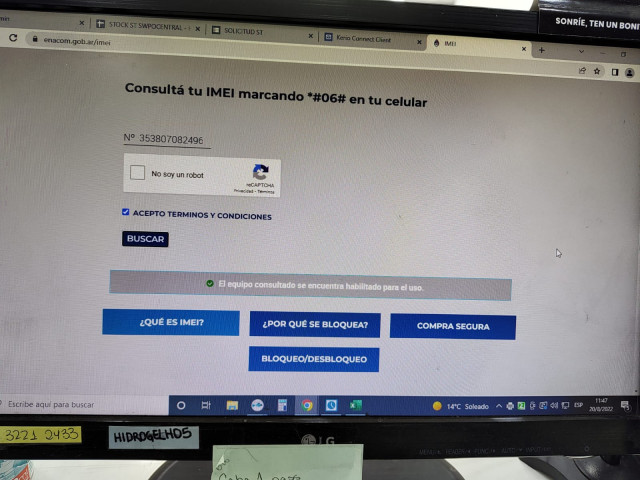 SONRÍE, TEN UN BONI
STOCK ST SWPDCENTRAL -
SOLICITUD ST
Kenis Connect Client
IMEI
enacom.gob.ar/imei
Consultá tu IMEI marcando *#06# en tu celular
Nº 353807082496
No soy un robot
reCAPTCHA
Privacidad - Términos
ACEPTO TERMINOS Y CONDICIONES
BUSCAR
El equipo consultado se encuentra habilitado para el uso.
¿QUÉ ES IMEI?
¿POR QUÉ SE BLOQUEA?
COMPRA SEGURA
BLOQUEO/DESBLOQUEO
Escribe aquí para buscar
14°C Soleado
ESP
11:47
20/8/2022
3221 2433
HIDROGELHD5
LG